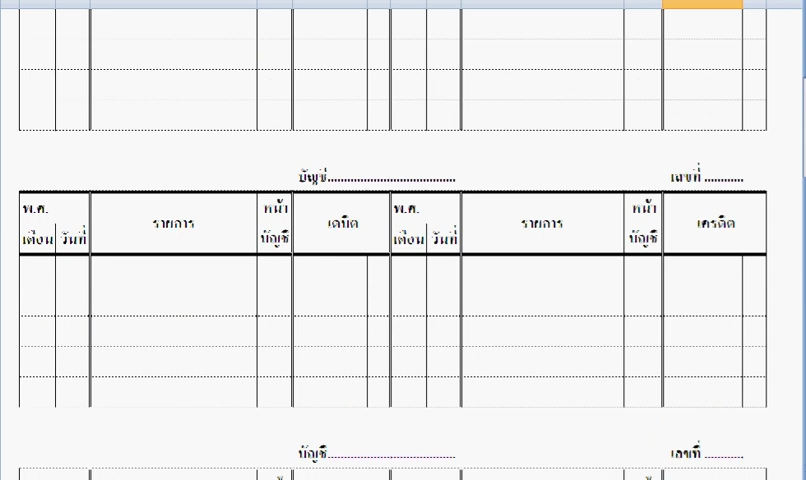 บัญชี........................................ เลขที่ ............
พ.ศ. รายการ หน้า เดบิต พ.ศ. รายการ หน้า เครดิต
เดือน วันที่ บัญชี เดือน วันที่ บัญชี
บัญชี........................................ เลขที่ ............